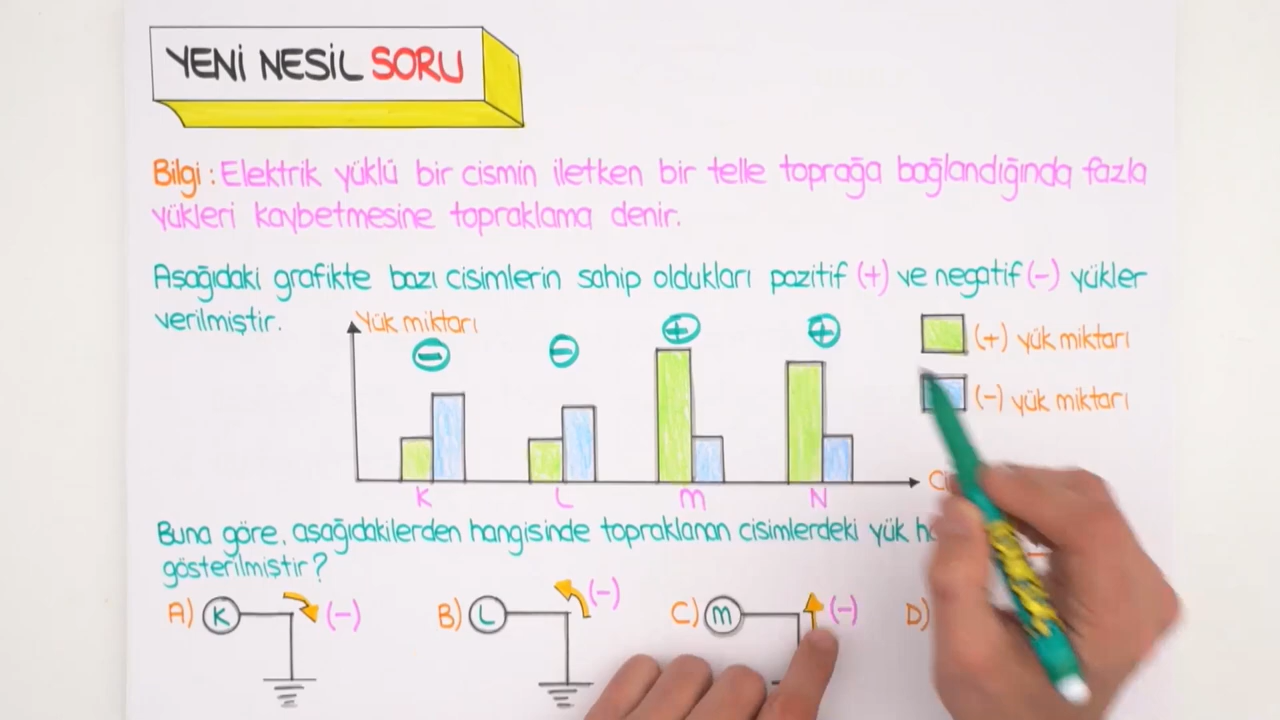 YENİ NESİL SORU
Bilgi : Elektrik yüklü bir cismin iletken bir telle toprağa bağlandığında fazla
yükleri kaybetmesine topraklama denir.
Aşağıdaki grafikte bazı cisimlerin sahip oldukları pozitif (+) ve negatif (-) yükler
verilmiştir.
Yük miktarı
- - + +
(+) yük miktarı
(-) yük miktarı
K L M N
Buna göre, aşağıdakilerden hangisinde topraklanan cisimlerdeki yük
gösterilmiştir?
A) K (-) B) L (-) C) M (-) D)